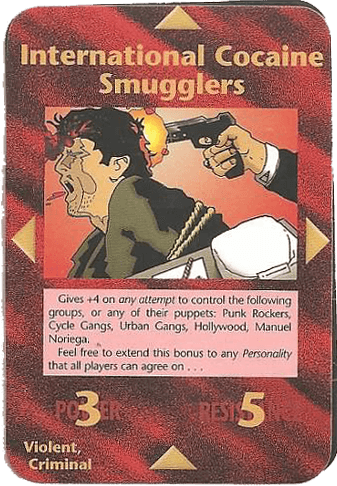 International Cocaine
Smugglers
Gives +4 on any attempt to control the following
groups, or any of their puppets: Punk Rockers,
Cycle Gangs, Urban Gangs, Hollywood, Manuel
Noriega.
Feel free to extend this bonus to any Personality
that all players can agree on . . .
POWER 3 RESISTANCE 5
Violent,
Criminal